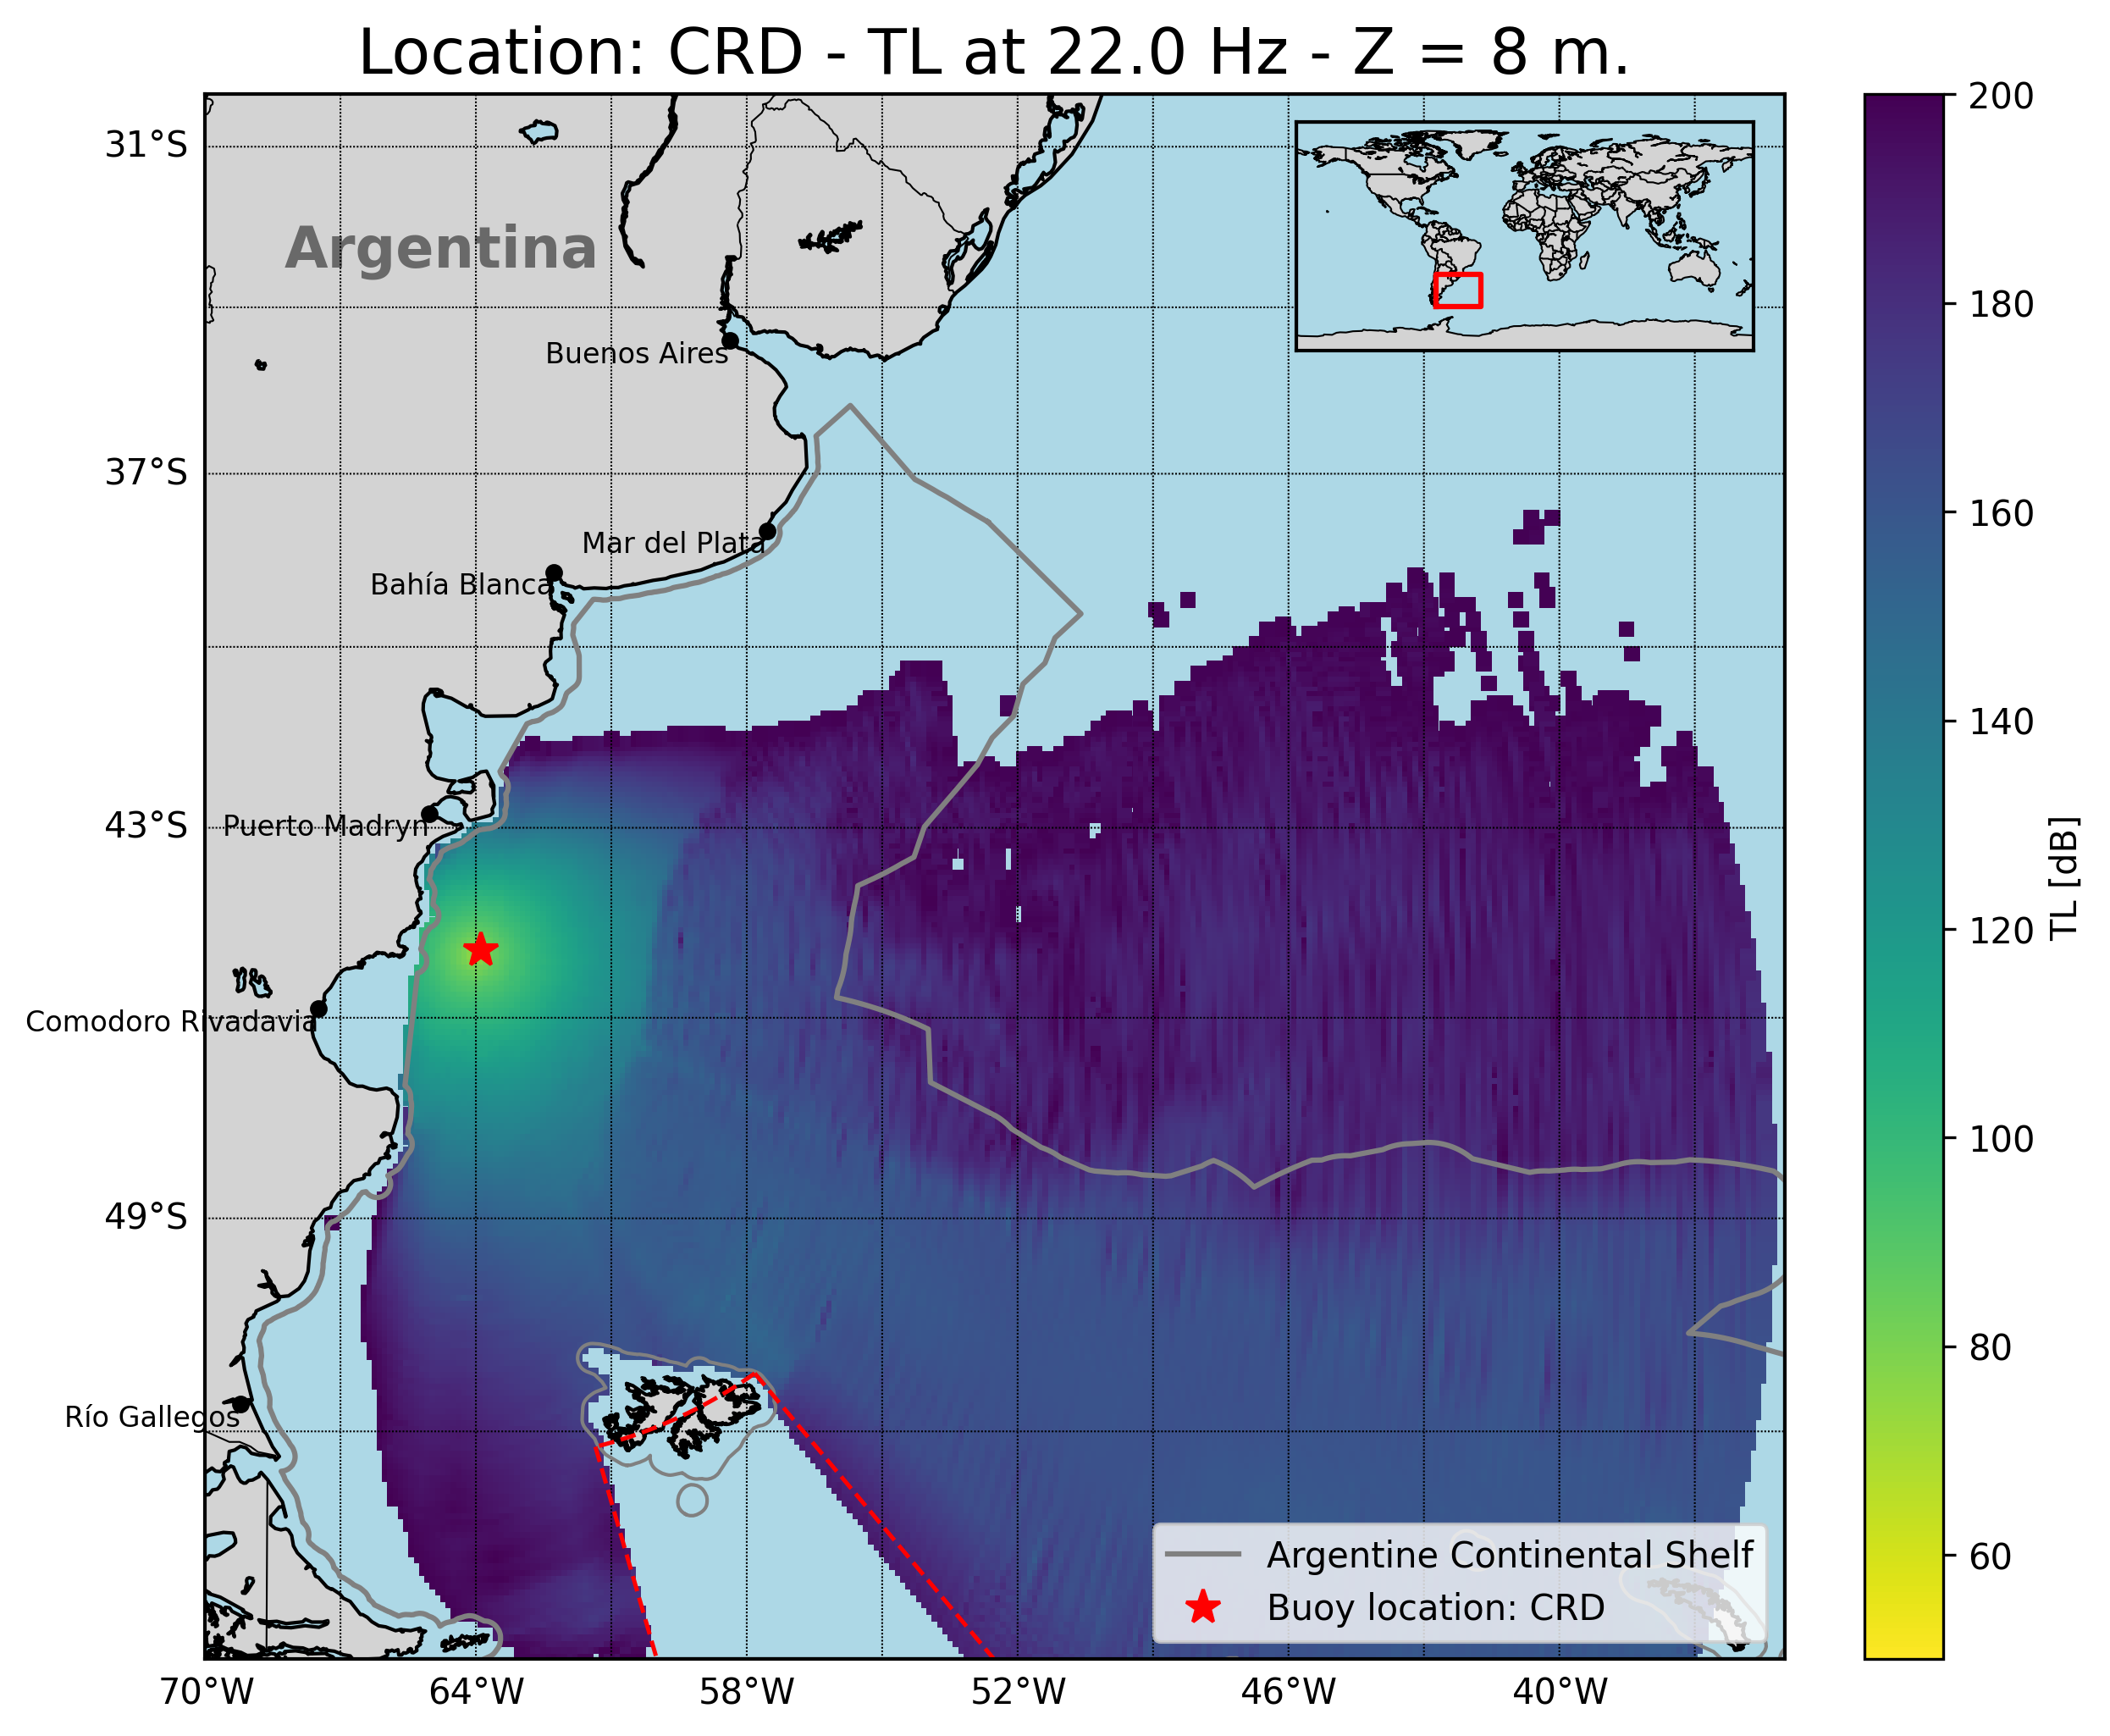 Location: CRD - TL at 22.0 Hz - Z = 8 m.
31°S
37°S
43°S
49°S
Argentina
Buenos Aires
Mar del Plata
Bahía Blanca
Puerto Madryn
Comodoro Rivadavia
Río Gallegos
Argentine Continental Shelf
Buoy location: CRD
70°W
64°W
58°W
52°W
46°W
40°W
200
180
160
140
120
100
80
60
TL [dB]